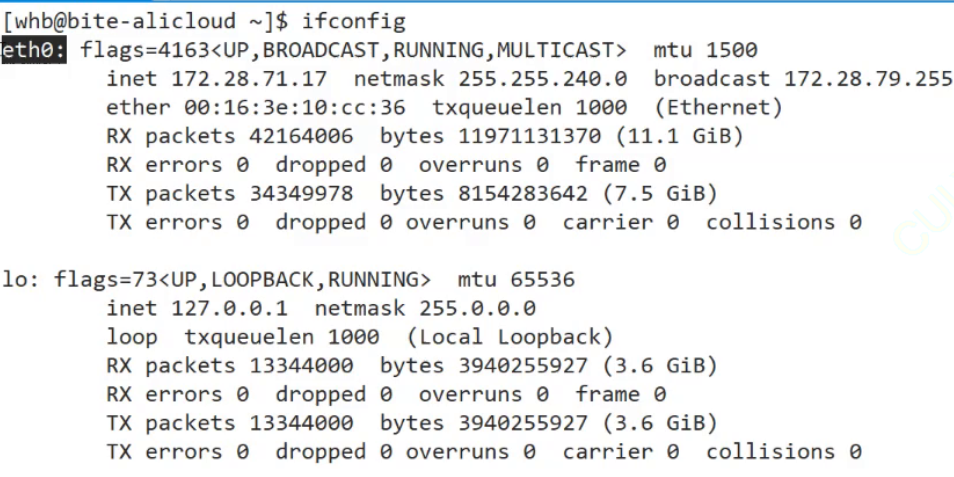 [whb@bite-alicloud ~]$ ifconfig
eth0: flags=4163<UP,BROADCAST,RUNNING,MULTICAST>  mtu 1500
        inet 172.28.71.17  netmask 255.255.240.0  broadcast 172.28.79.255
        ether 00:16:3e:10:cc:36  txqueuelen 1000  (Ethernet)
        RX packets 42164006  bytes 11971131370 (11.1 GiB)
        RX errors 0  dropped 0  overruns 0  frame 0
        TX packets 34349978  bytes 8154283642 (7.5 GiB)
        TX errors 0  dropped 0 overruns 0  carrier 0  collisions 0

lo: flags=73<UP,LOOPBACK,RUNNING>  mtu 65536
        inet 127.0.0.1  netmask 255.0.0.0
        loop  txqueuelen 1000  (Local Loopback)
        RX packets 13344000  bytes 3940255927 (3.6 GiB)
        RX errors 0  dropped 0  overruns 0  frame 0
        TX packets 13344000  bytes 3940255927 (3.6 GiB)
        TX errors 0  dropped 0 overruns 0  carrier 0  collisions 0